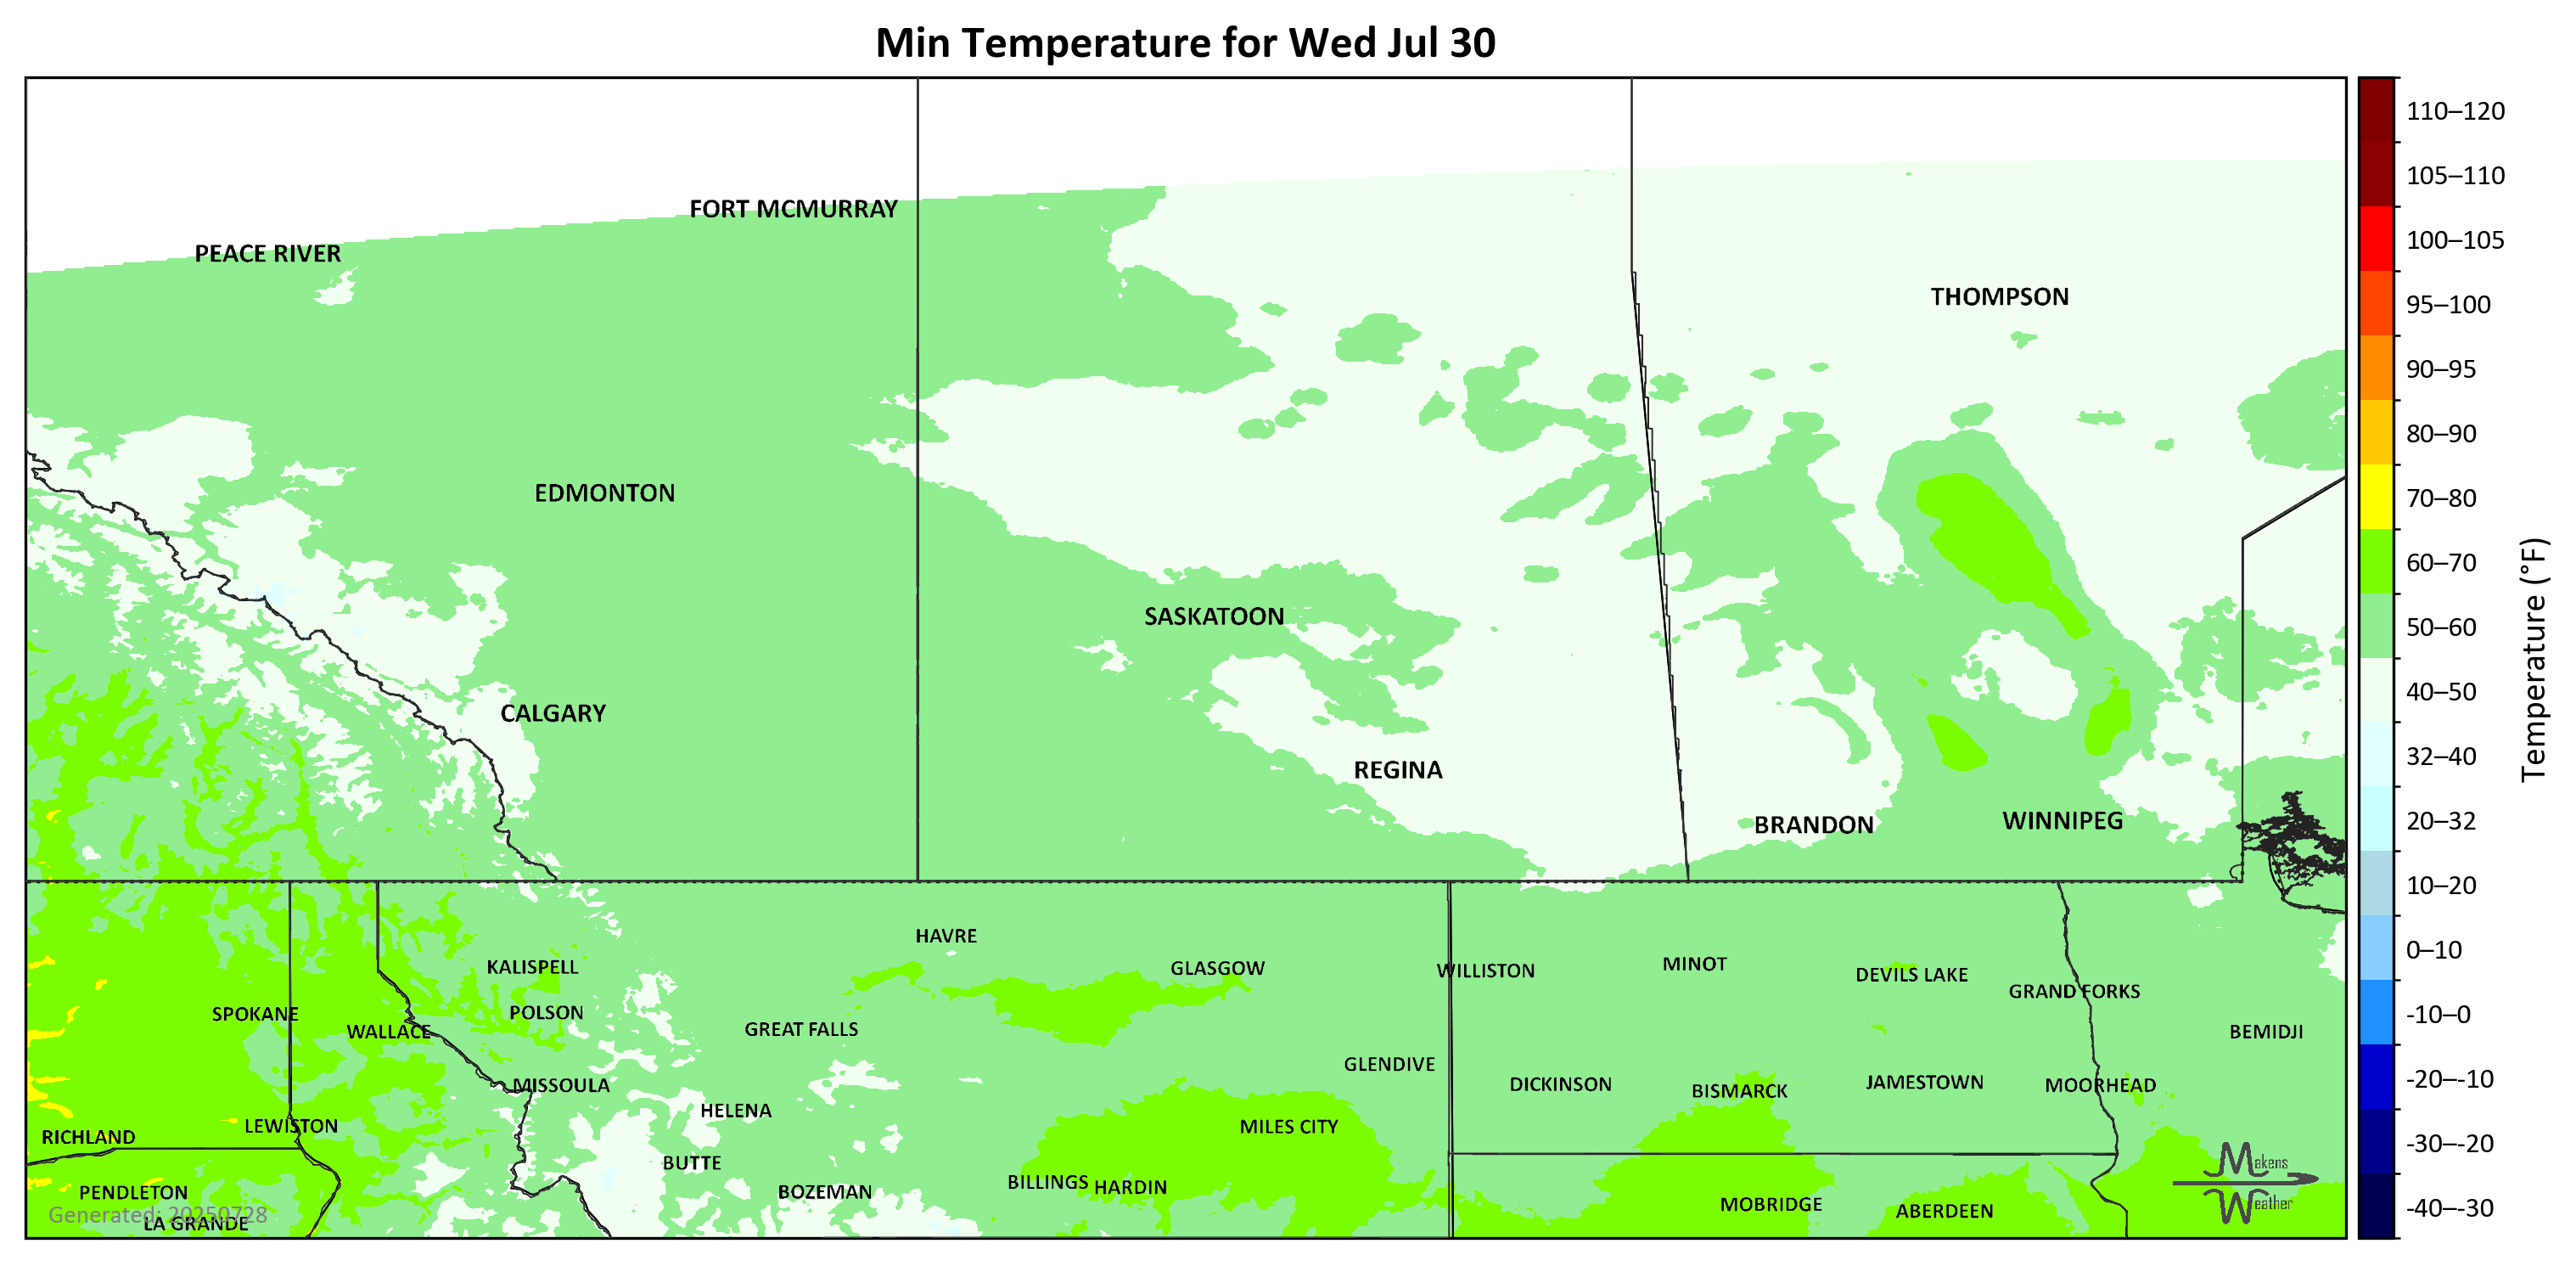 Min Temperature for Wed Jul 30
110–120
105–110
100–105
95–100
90–95
80–90
70–80
60–70
50–60
40–50
32–40
20–32
10–20
0–10
-10–0
-20–-10
-30–-20
-40–-30
Temperature (°F)
FORT MCMURRAY
PEACE RIVER
THOMPSON
EDMONTON
SASKATOON
CALGARY
REGINA
BRANDON
WINNIPEG
HAVRE
KALISPELL
GLASGOW
WILLISTON
MINOT
DEVILS LAKE
GRAND FORKS
SPOKANE
POLSON
WALLACE
GREAT FALLS
BEMIDJI
GLENDIVE
MISSOULA
DICKINSON
BISMARCK
JAMESTOWN
MOORHEAD
HELENA
LEWISTON
MILES CITY
RICHLAND
BUTTE
BILLINGS
HARDIN
PENDLETON
BOZEMAN
MOBRIDGE
ABERDEEN
Generated: 20250728
LA GRANDE
Makens
Weather